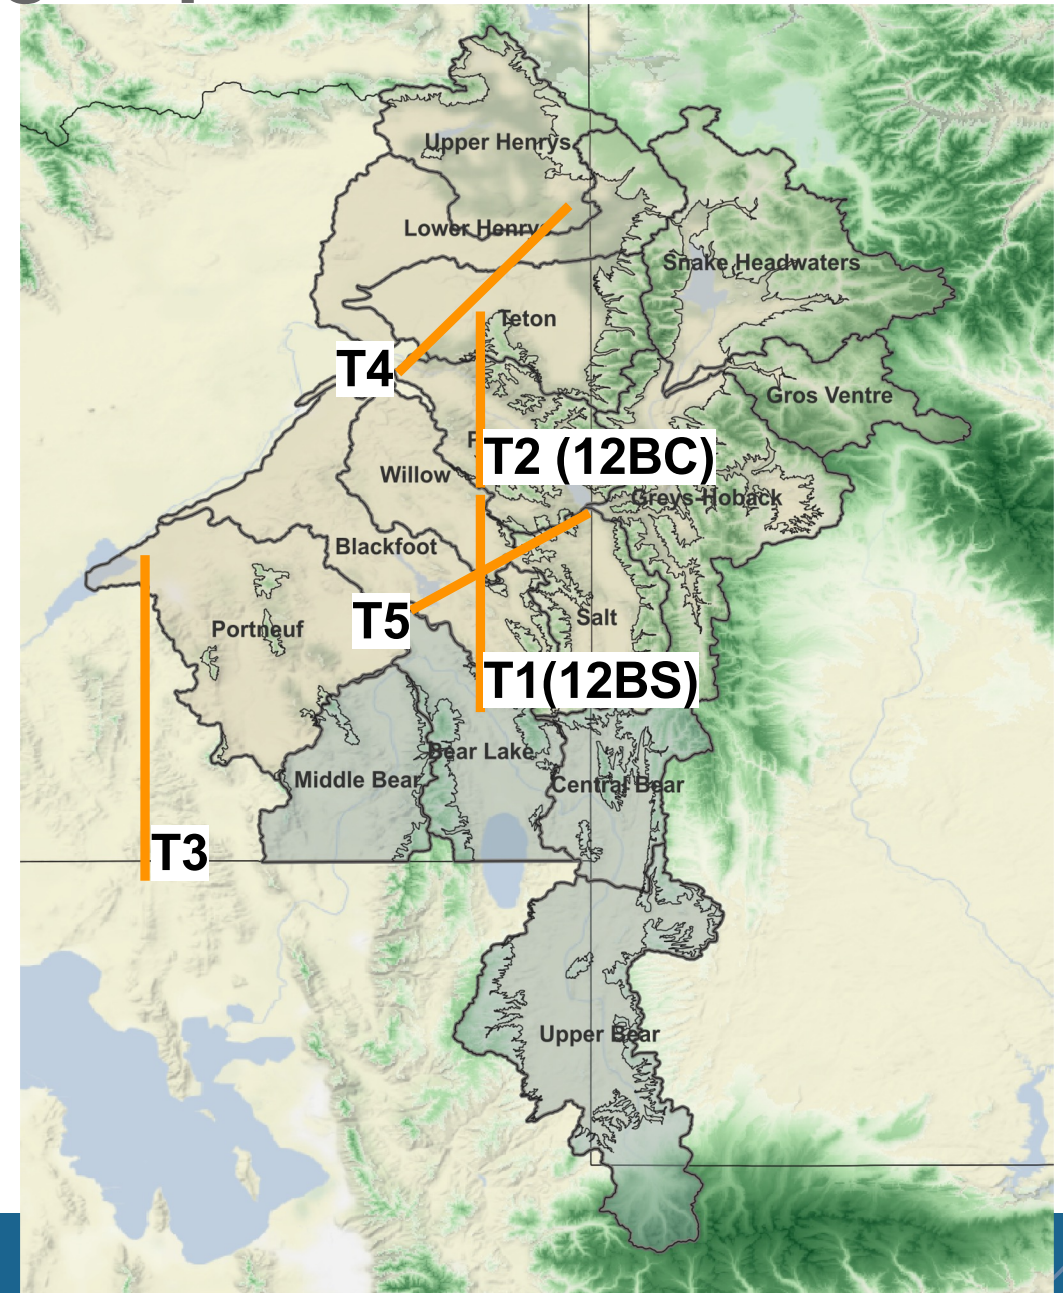 Upper Henrys
Lower Henrys
Snake Headwaters
Teton
T4
Gros Ventre
T2 (12BC)
Willow
Greys-Hoback
Blackfoot
T5
Salt
Portneuf
T1(12BS)
Bear Lake
Middle Bear
Central Bear
T3
Upper Bear